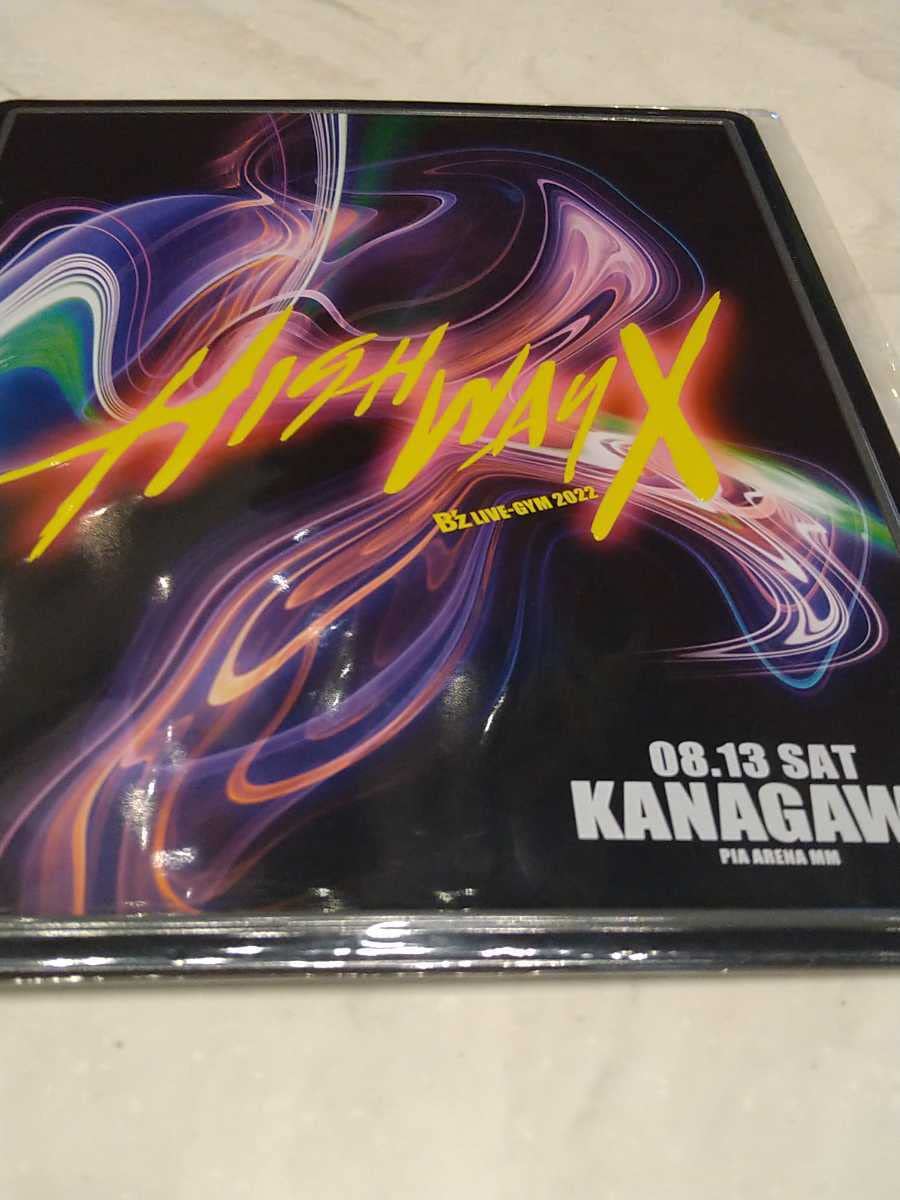 HIGHWAY X
B'z LIVE-GYM 2022
08.13 SAT
KANAGAW
PIA ARENA MM